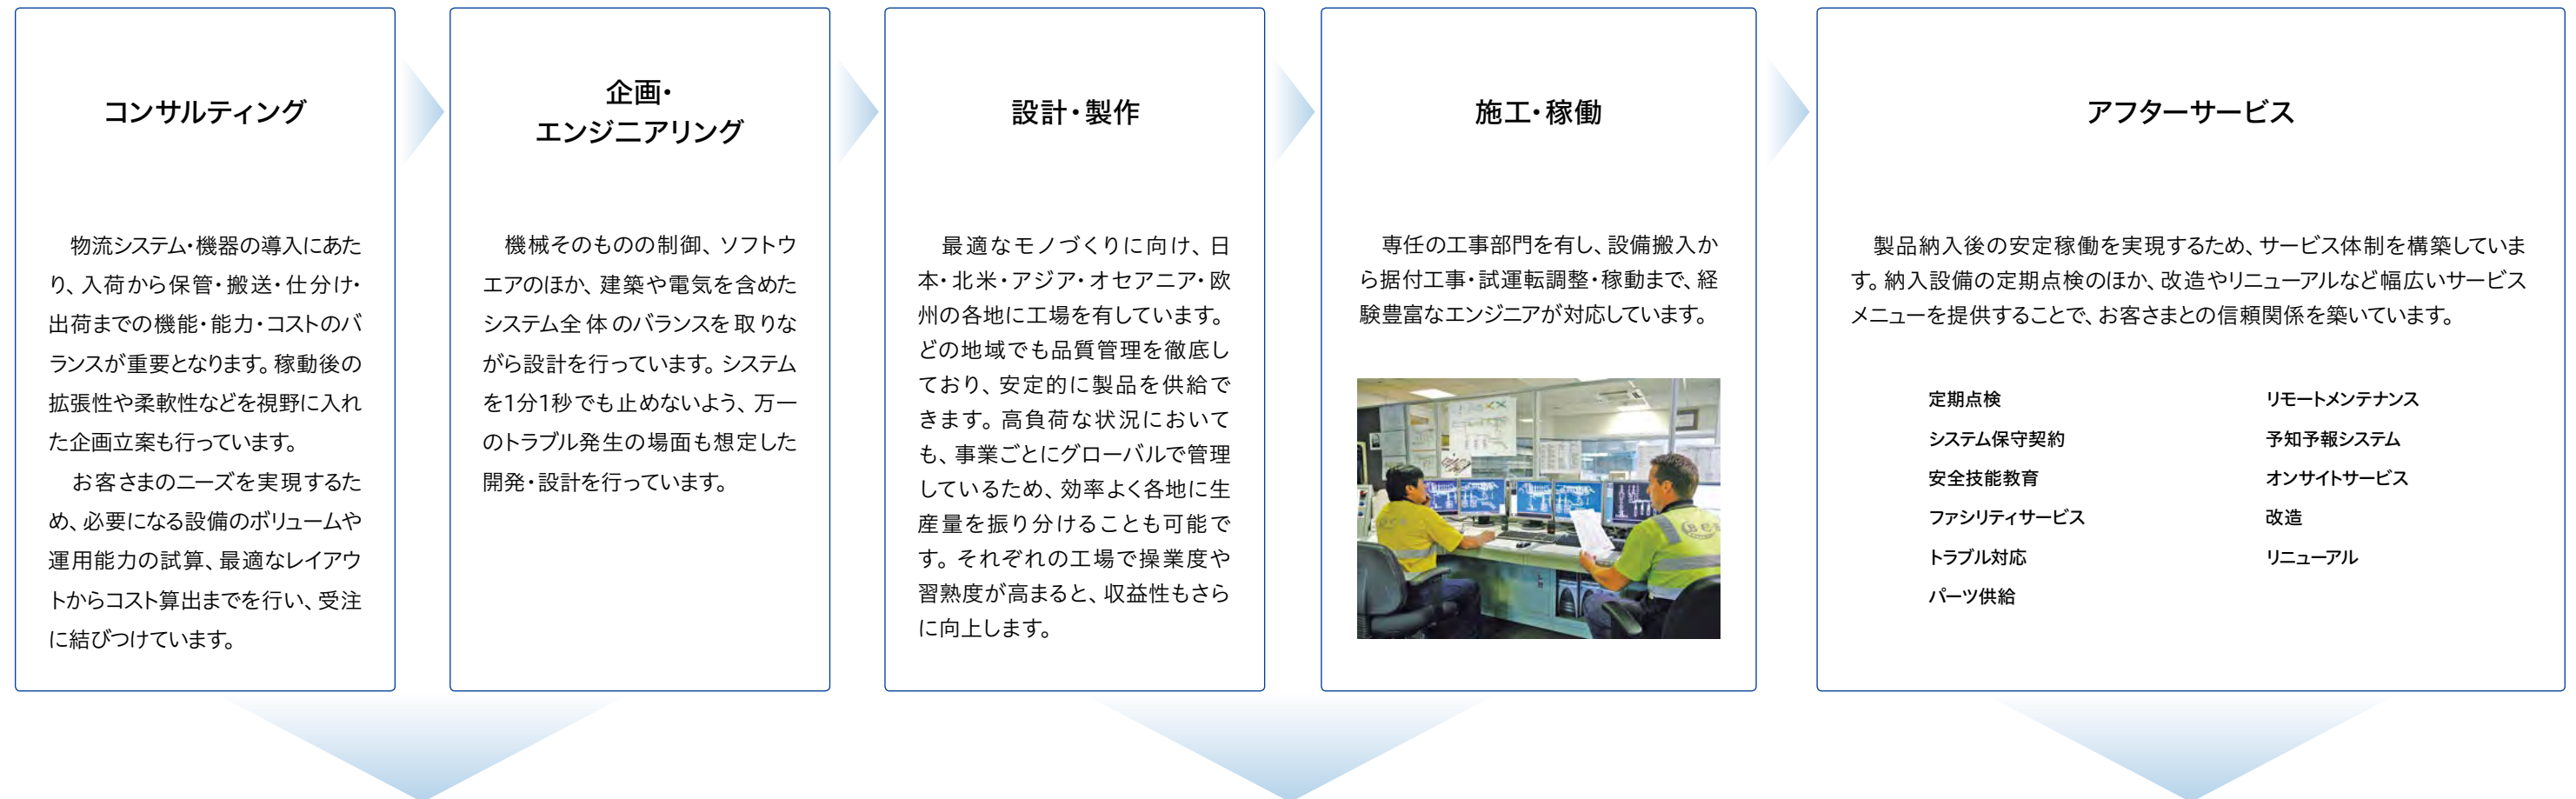 コンサルティング
物流システム・機器の導入にあた
り、入荷から保管・搬送・仕分け・
出荷までの機能・能力・コストのバ
ランスが重要となります。稼動後の
拡張性や柔軟性などを視野に入れ
た企画立案も行っています。
お客さまのニーズを実現するた
め、必要になる設備のボリュームや
運用能力の試算、最適なレイアウ
トからコスト算出までを行い、受注
に結びつけています。
企画・
エンジニアリング
機械そのものの制御、ソフトウ
エアのほか、建築や電気を含めた
システム全体のバランスを取りな
がら設計を行っています。システム
を1分1秒でも止めないよう、万一
のトラブル発生の場面も想定した
開発・設計を行っています。
設計・製作
最適なモノづくりに向け、日
本・北米・アジア・オセアニア・欧
州の各地に工場を有しています。
どの地域でも品質管理を徹底し
ており、安定的に製品を供給で
きます。高負荷な状況において
も、事業ごとにグローバルで管理
しているため、効率よく各地に生
産量を振り分けることも可能で
す。それぞれの工場で操業度や
習熟度が高まると、収益性もさら
に向上します。
施工・稼働
専任の工事部門を有し、設備搬入か
ら据付工事・試運転調整・稼動まで、経
験豊富なエンジニアが対応しています。
アフターサービス
製品納入後の安定稼働を実現するため、サービス体制を構築していま
す。納入設備の定期点検のほか、改造やリニューアルなど幅広いサービス
メニューを提供することで、お客さまとの信頼関係を築いています。
定期点検
システム保守契約
安全技能教育
ファシリティサービス
トラブル対応
パーツ供給
リモートメンテナンス
予知予報システム
オンサイトサービス
改造
リニューアル